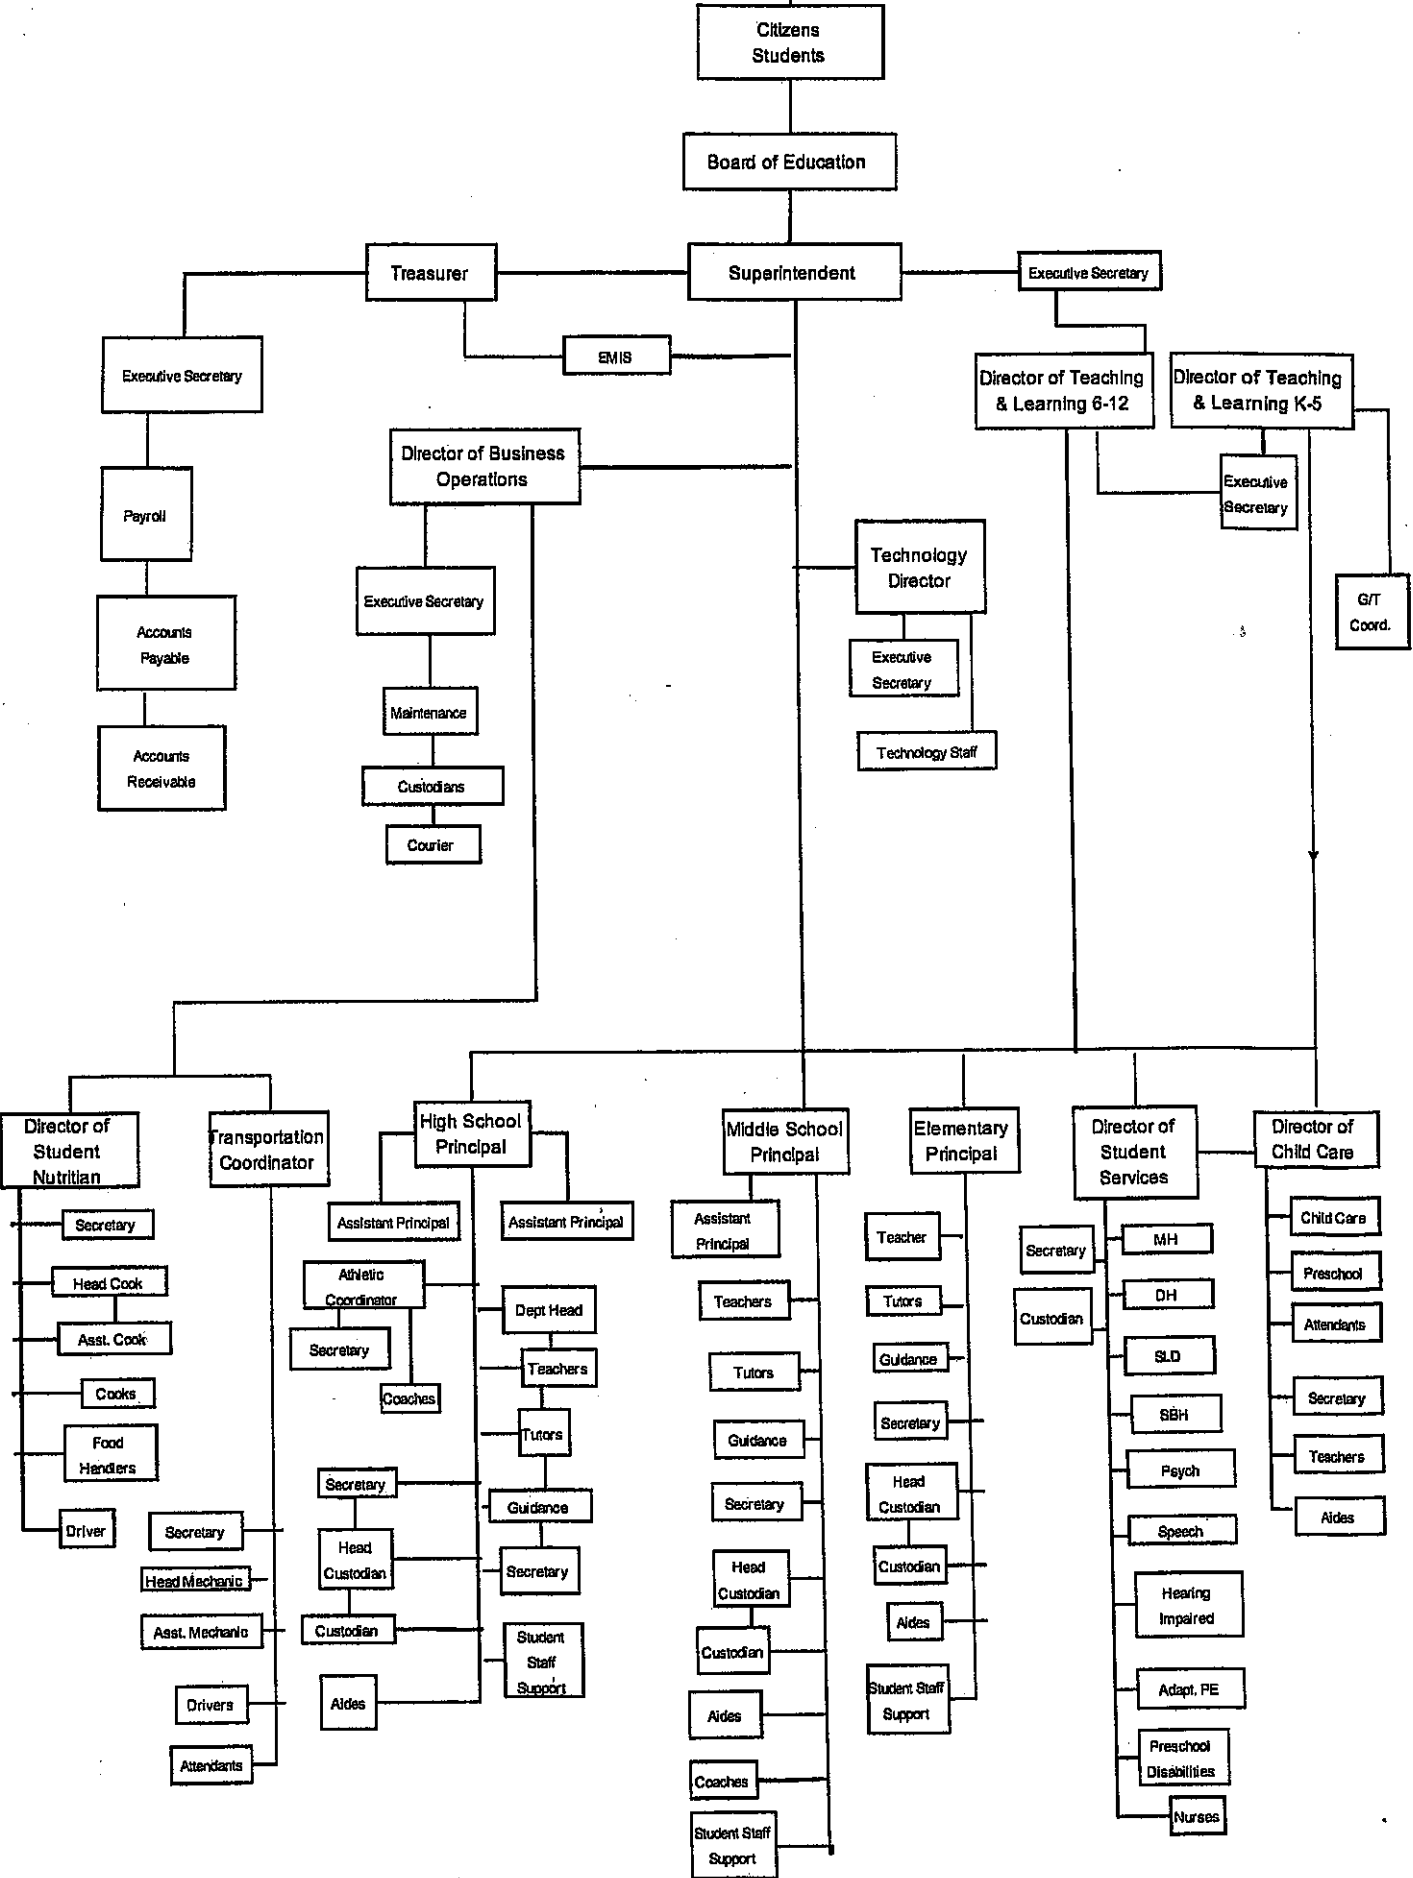 Citizens
Students
Board of Education
Treasurer
Superintendent
Executive Secretary
EMIS
Executive Secretary
Director of Teaching
& Learning 6-12
Director of Teaching
& Learning K-5
Director of Business
Operations
Executive
Secretary
Payroll
Technology
Director
Executive Secretary
G/T
Coord.
Accounts
Payable
Executive
Secretary
Maintenance
Technology Staff
Accounts
Receivable
Custodians
Courier
Director of
Student
Nutritian
Transportation
Coordinator
High School
Principal
Middle School
Principal
Elementary
Principal
Director of
Student
Services
Director of
Child Care
Secretary
Head Cook
Asst. Cook
Cooks
Food
Handlers
Driver
Secretary
Head Mechanic
Asst. Mechanic
Drivers
Attendants
Assistant Principal
Assistant Principal
Athletic
Coordinator
Secretary
Coaches
Dept Head
Teachers
Tutors
Guidance
Secretary
Student
Staff
Support
Secretary
Head
Custodian
Custodian
Aides
Assistant
Principal
Teachers
Tutors
Guidance
Secretary
Head
Custodian
Custodian
Aides
Coaches
Student Staff
Support
Teacher
Tutors
Guidance
Secretary
Head
Custodian
Custodian
Aides
Student Staff
Support
Secretary
Custodian
MH
DH
SLD
SBH
Psych
Speech
Hearing
Impaired
Adapt. PE
Preschool
Disabilities
Nurses
Child Care
Preschool
Attendants
Secretary
Teachers
Aides